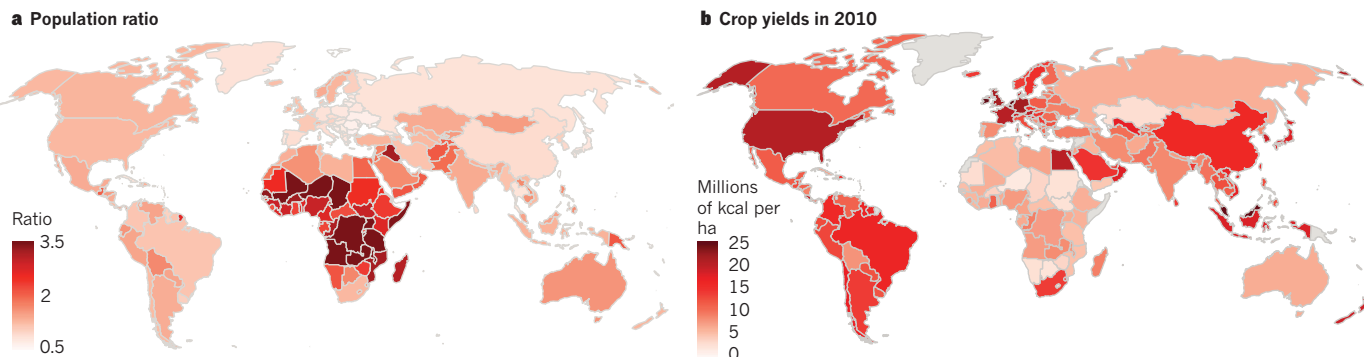 a Population ratio
Ratio
3.5
2
0.5
b Crop yields in 2010
Millions
of kcal per
ha
25
20
15
10
5
0